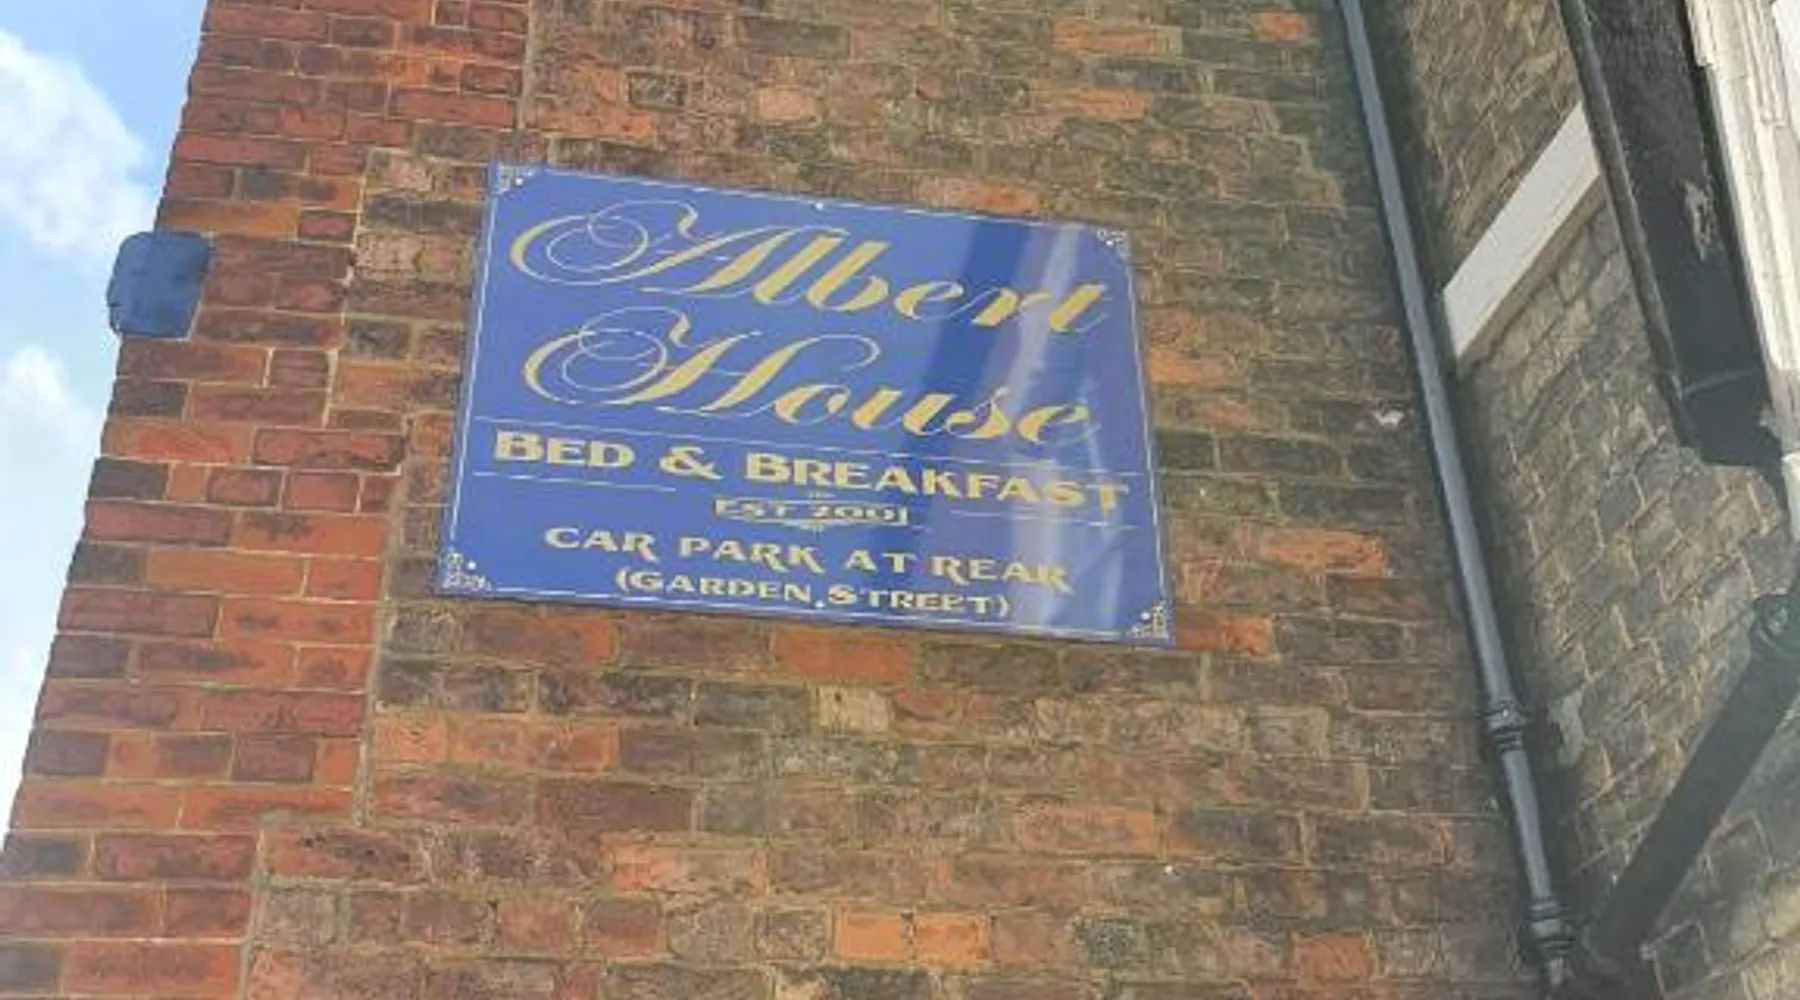 Albert
House
BED & BREAKFAST
EST 2001
CAR PARK AT REAR
(GARDEN STREET)